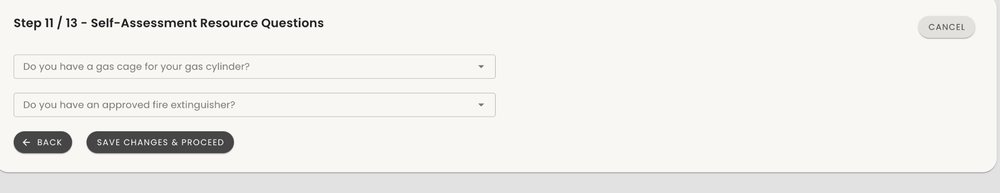 Step 11 / 13 - Self-Assessment Resource Questions
CANCEL
Do you have a gas cage for your gas cylinder?
Do you have an approved fire extinguisher?
BACK
SAVE CHANGES & PROCEED